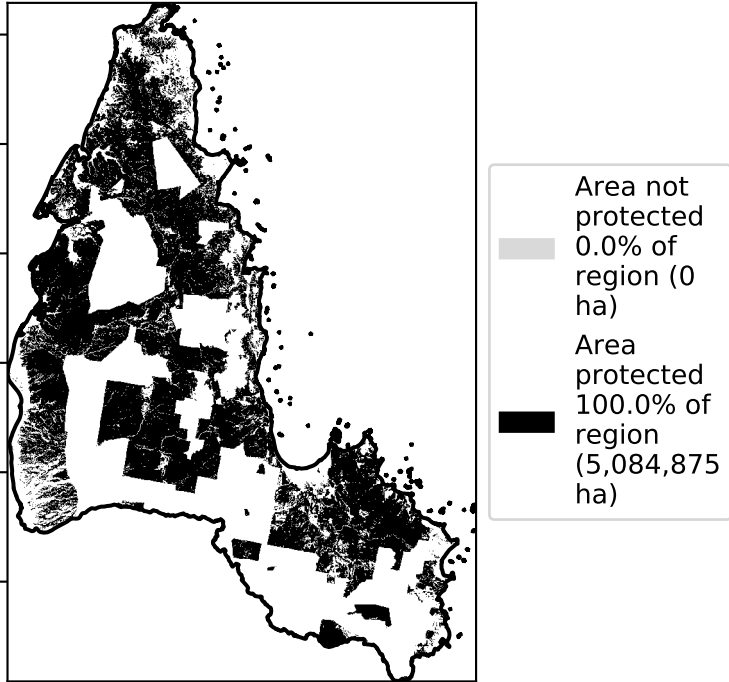 Area not
protected
0.0% of
region (0
ha)
Area
protected
100.0% of
region
(5,084,875
ha)